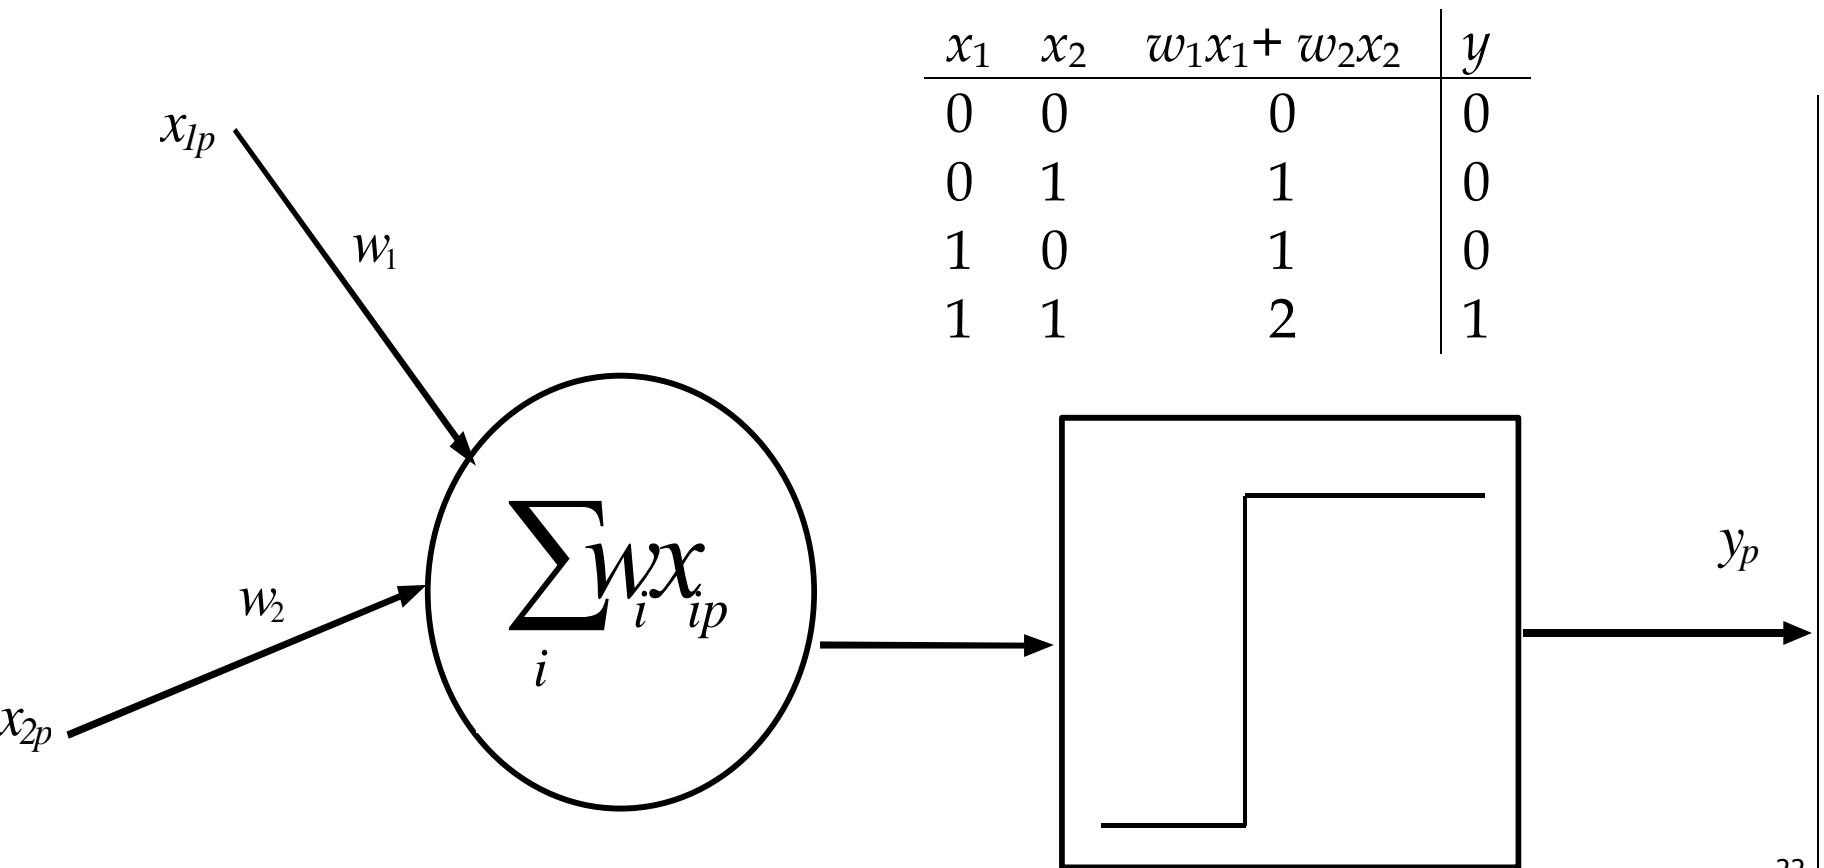 x₁ x₂ w₁x₁+ w₂x₂ y
0 0 0 0
0 1 1 0
1 0 1 0
1 1 2 1
x₁ₚ
w₁
w₂
x₂ₚ
∑wᵢxᵢₚ
i
yₚ